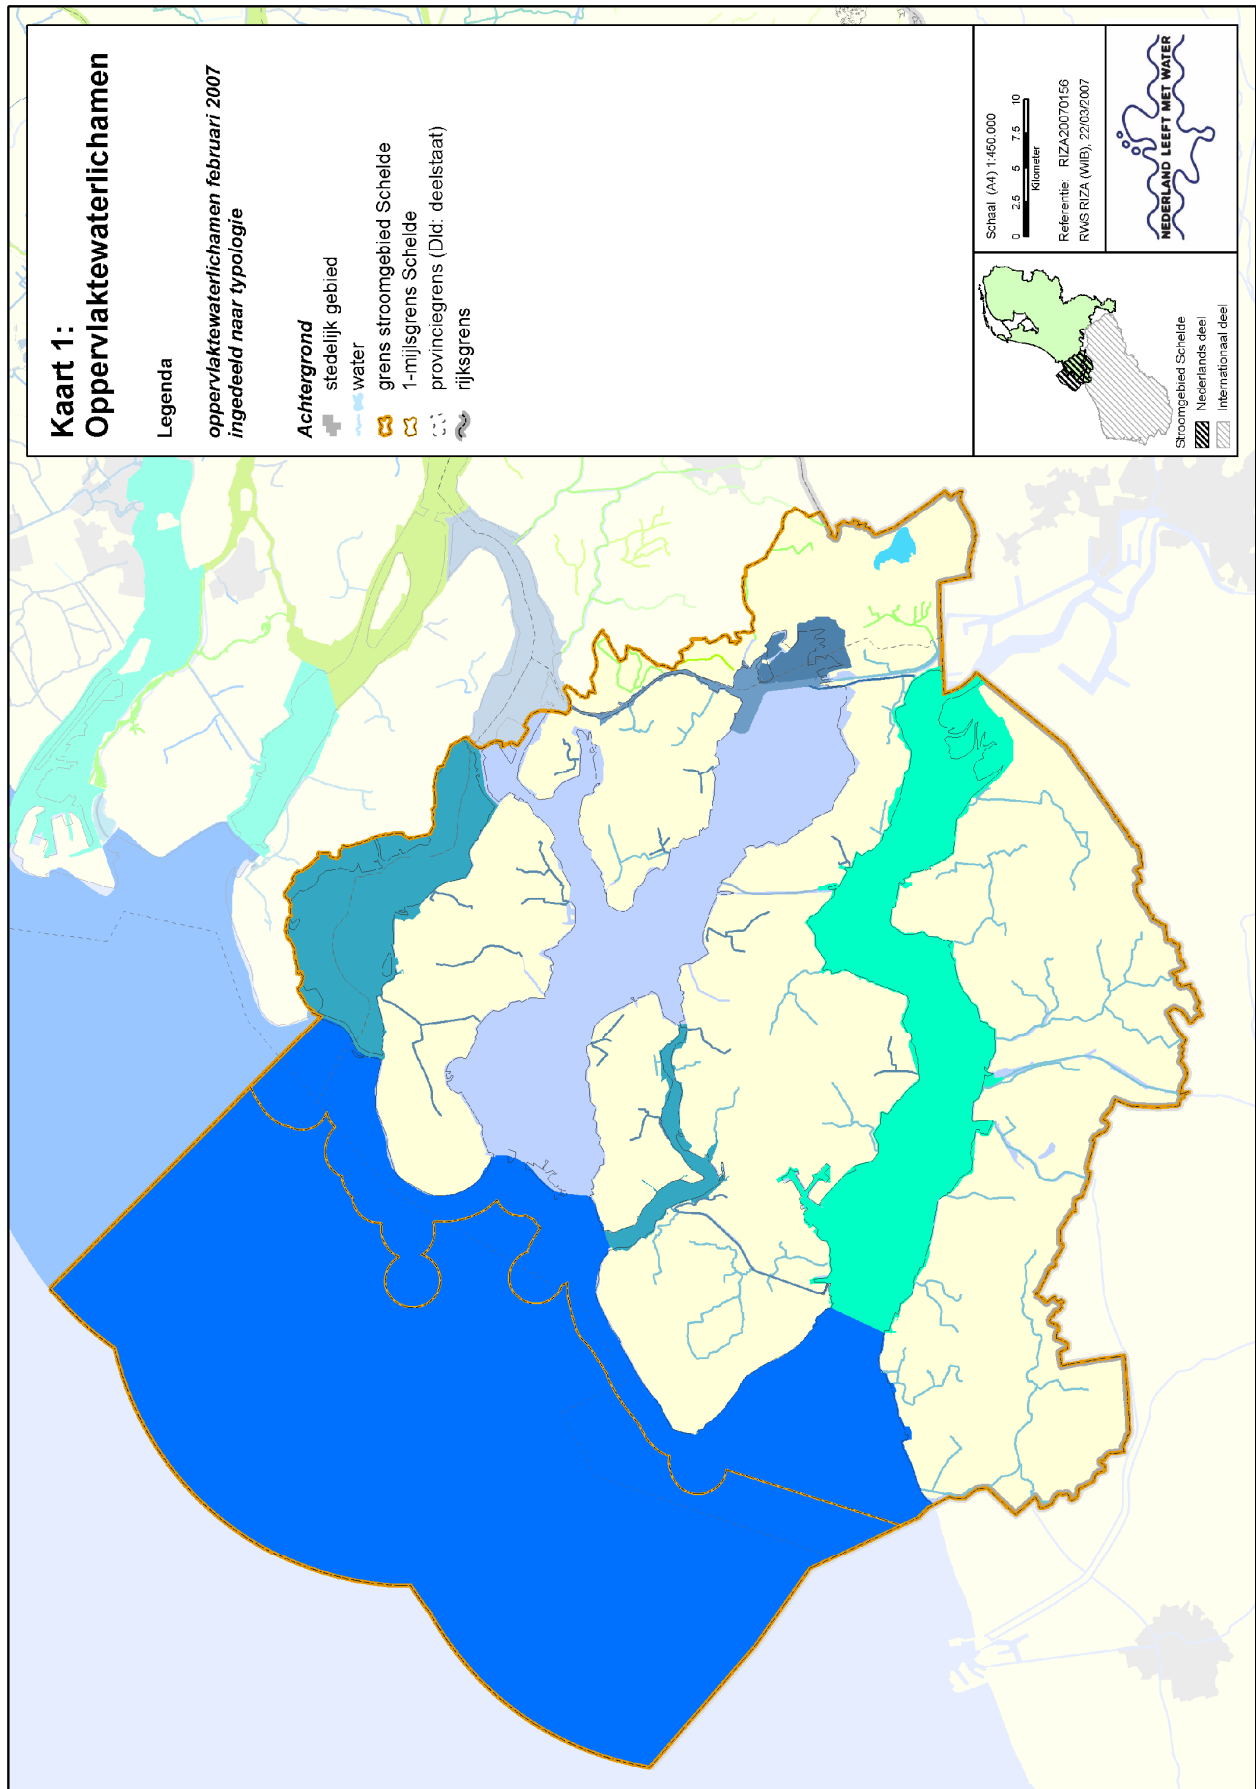 Kaart 1:
Oppervlaktewaterlichamen
Legenda
oppervlaktewaterlichamen februari 2007
ingedeeld naar typologie
Achtergrond
stedelijk gebied
water
grens stroomgebied Schelde
1-mijlsgrens Schelde
provinciegrens (Dld: deelstaat)
rijksgrens
Stroomgebied Schelde
Nederlands deel
Internationaal deel
Schaal (A4) 1:450.000
0 2.5 5 7.5 10
Kilometer
Referentie: RIZA20070156
RWS RIZA (WIB), 22/03/2007
NEDERLAND LEEFT MET WATER